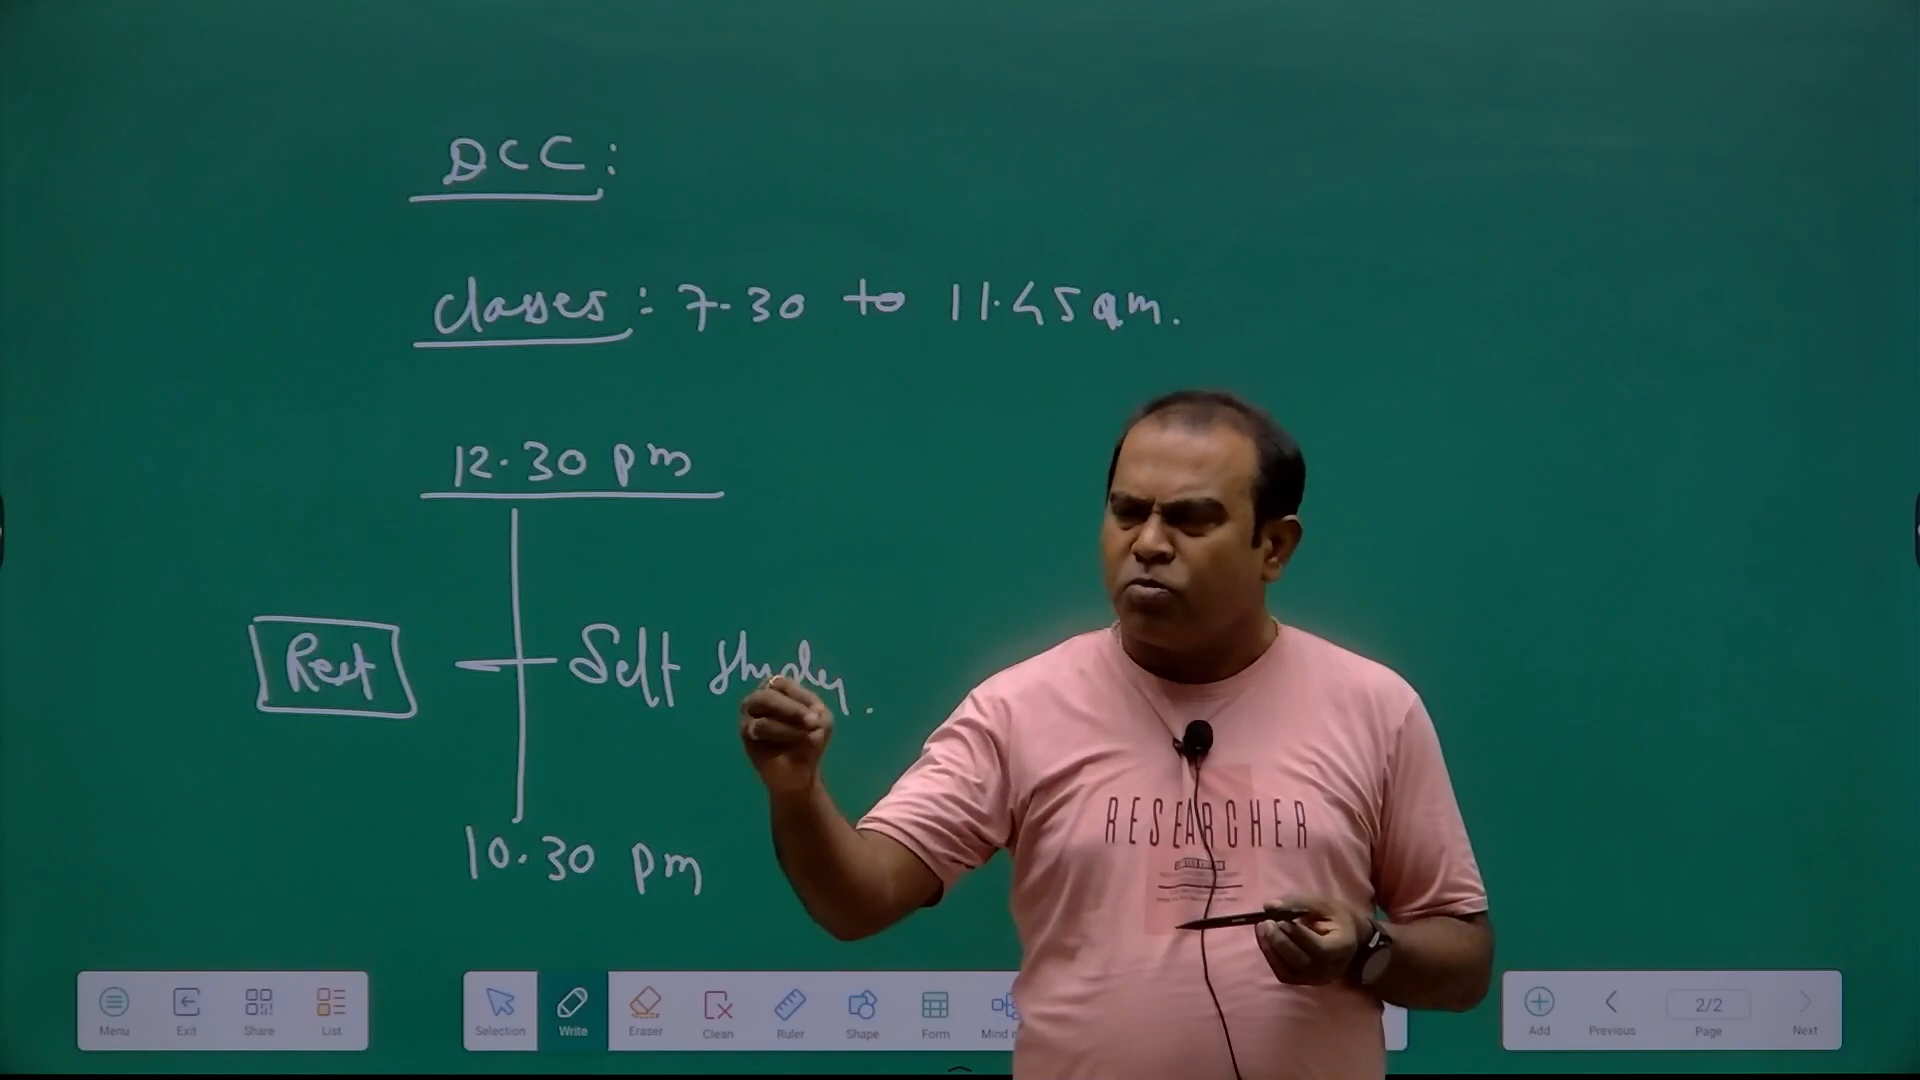 DCC:
Classes: 7.30 to 11.45 am.
12.30 pm
Rest
Self study.
10.30 pm
RESEARCHER
Menu Exit Share List
Selection Write Eraser Clean Ruler Shape Form Mind
Add Previous 2/2 Page Next